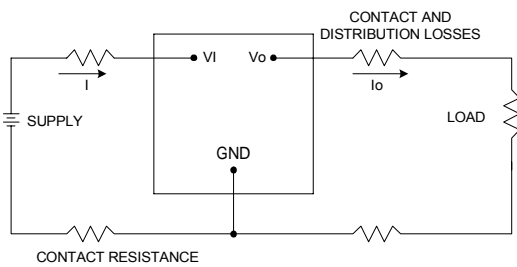 CONTACT AND
DISTRIBUTION LOSSES
VI
Vo
I
Io
SUPPLY
LOAD
GND
CONTACT RESISTANCE